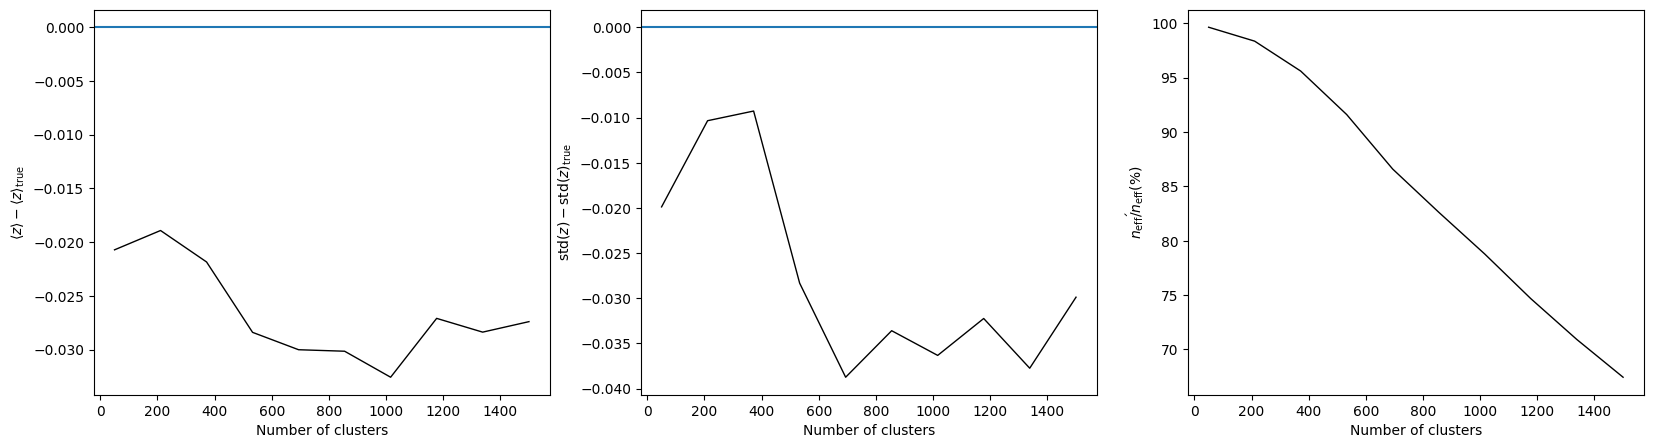 0.000
−0.005
−0.010
−0.015
−0.020
−0.025
−0.030
⟨z⟩ − ⟨z⟩true
0 200 400 600 800 1000 1200 1400
Number of clusters
0.000
−0.005
−0.010
−0.015
−0.020
−0.025
−0.030
−0.035
−0.040
std(z) − std(z)true
0 200 400 600 800 1000 1200 1400
Number of clusters
100
95
90
85
80
75
70
n′eff/neff(%)
0 200 400 600 800 1000 1200 1400
Number of clusters